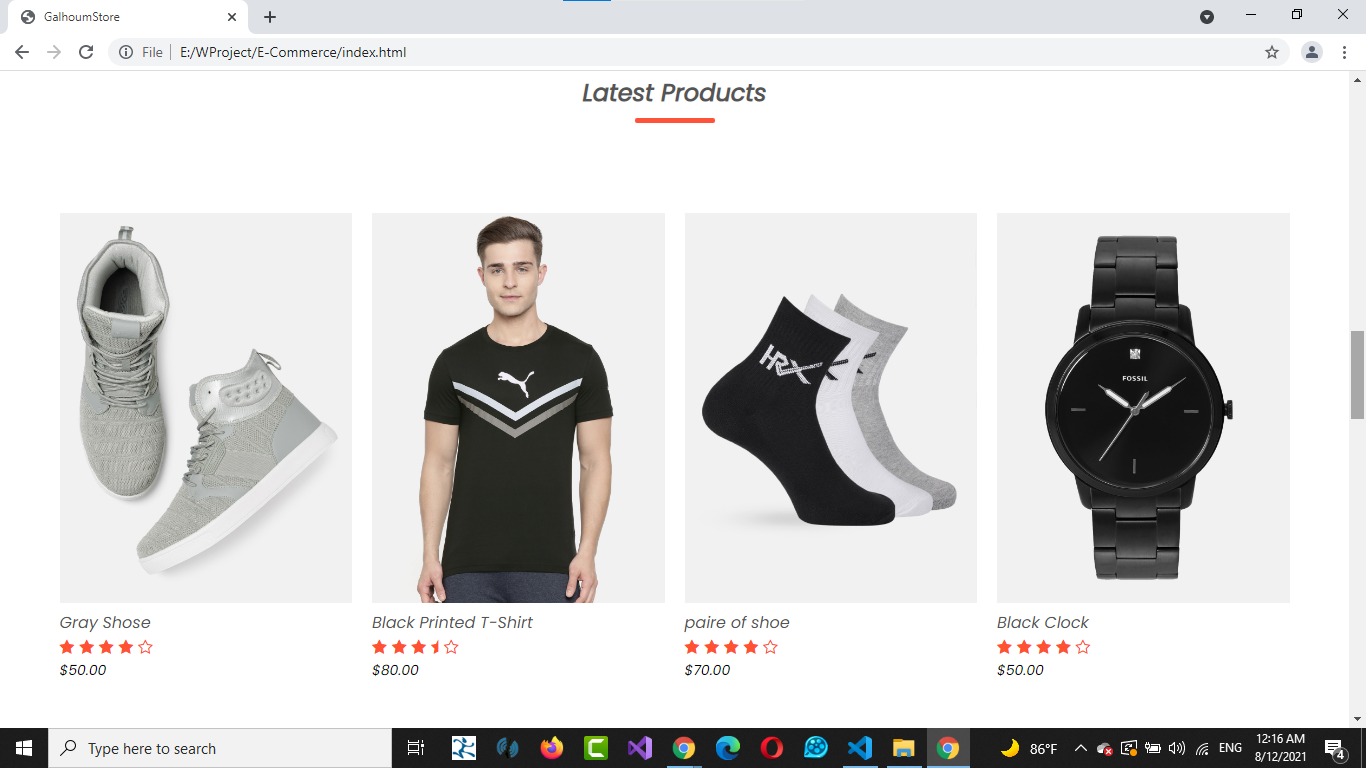 GalhoumStore
File
E:/WProject/E-Commerce/index.html
Latest Products
FOSSIL
HRX
Gray Shose
Black Printed T-Shirt
paire of shoe
Black Clock
$50.00
$80.00
$70.00
$50.00
Type here to search
86°F
ENG
12:16 AM
8/12/2021
4